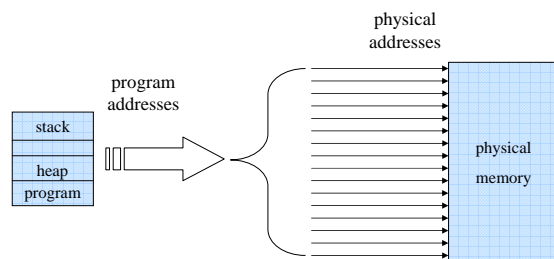 physical
addresses
program
addresses
stack
heap
program
physical
memory